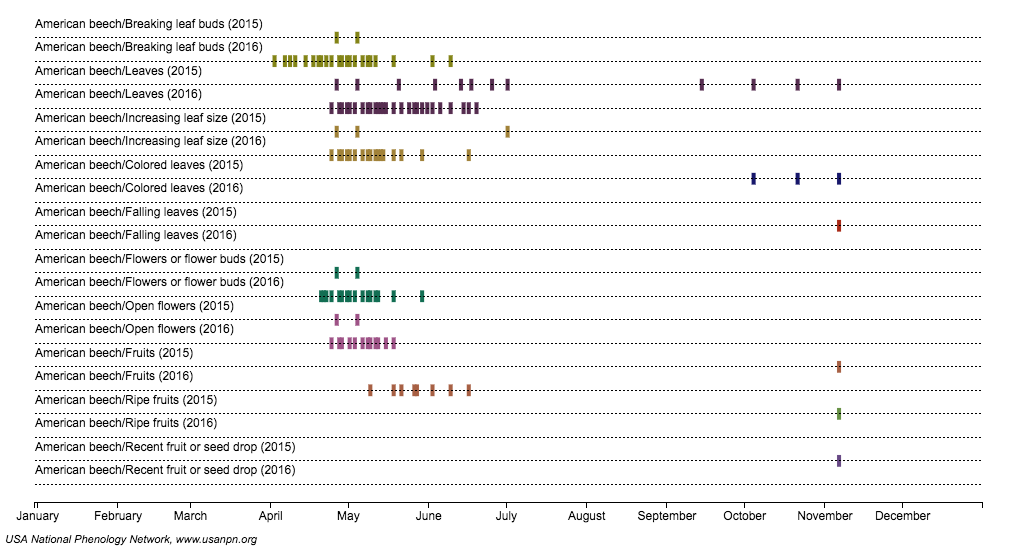 American beech/Breaking leaf buds (2015)
American beech/Breaking leaf buds (2016)
American beech/Leaves (2015)
American beech/Leaves (2016)
American beech/Increasing leaf size (2015)
American beech/Increasing leaf size (2016)
American beech/Colored leaves (2015)
American beech/Colored leaves (2016)
American beech/Falling leaves (2015)
American beech/Falling leaves (2016)
American beech/Flowers or flower buds (2015)
American beech/Flowers or flower buds (2016)
American beech/Open flowers (2015)
American beech/Open flowers (2016)
American beech/Fruits (2015)
American beech/Fruits (2016)
American beech/Ripe fruits (2015)
American beech/Ripe fruits (2016)
American beech/Recent fruit or seed drop (2015)
American beech/Recent fruit or seed drop (2016)
January February March April May June July August September October November December
USA National Phenology Network, www.usanpn.org